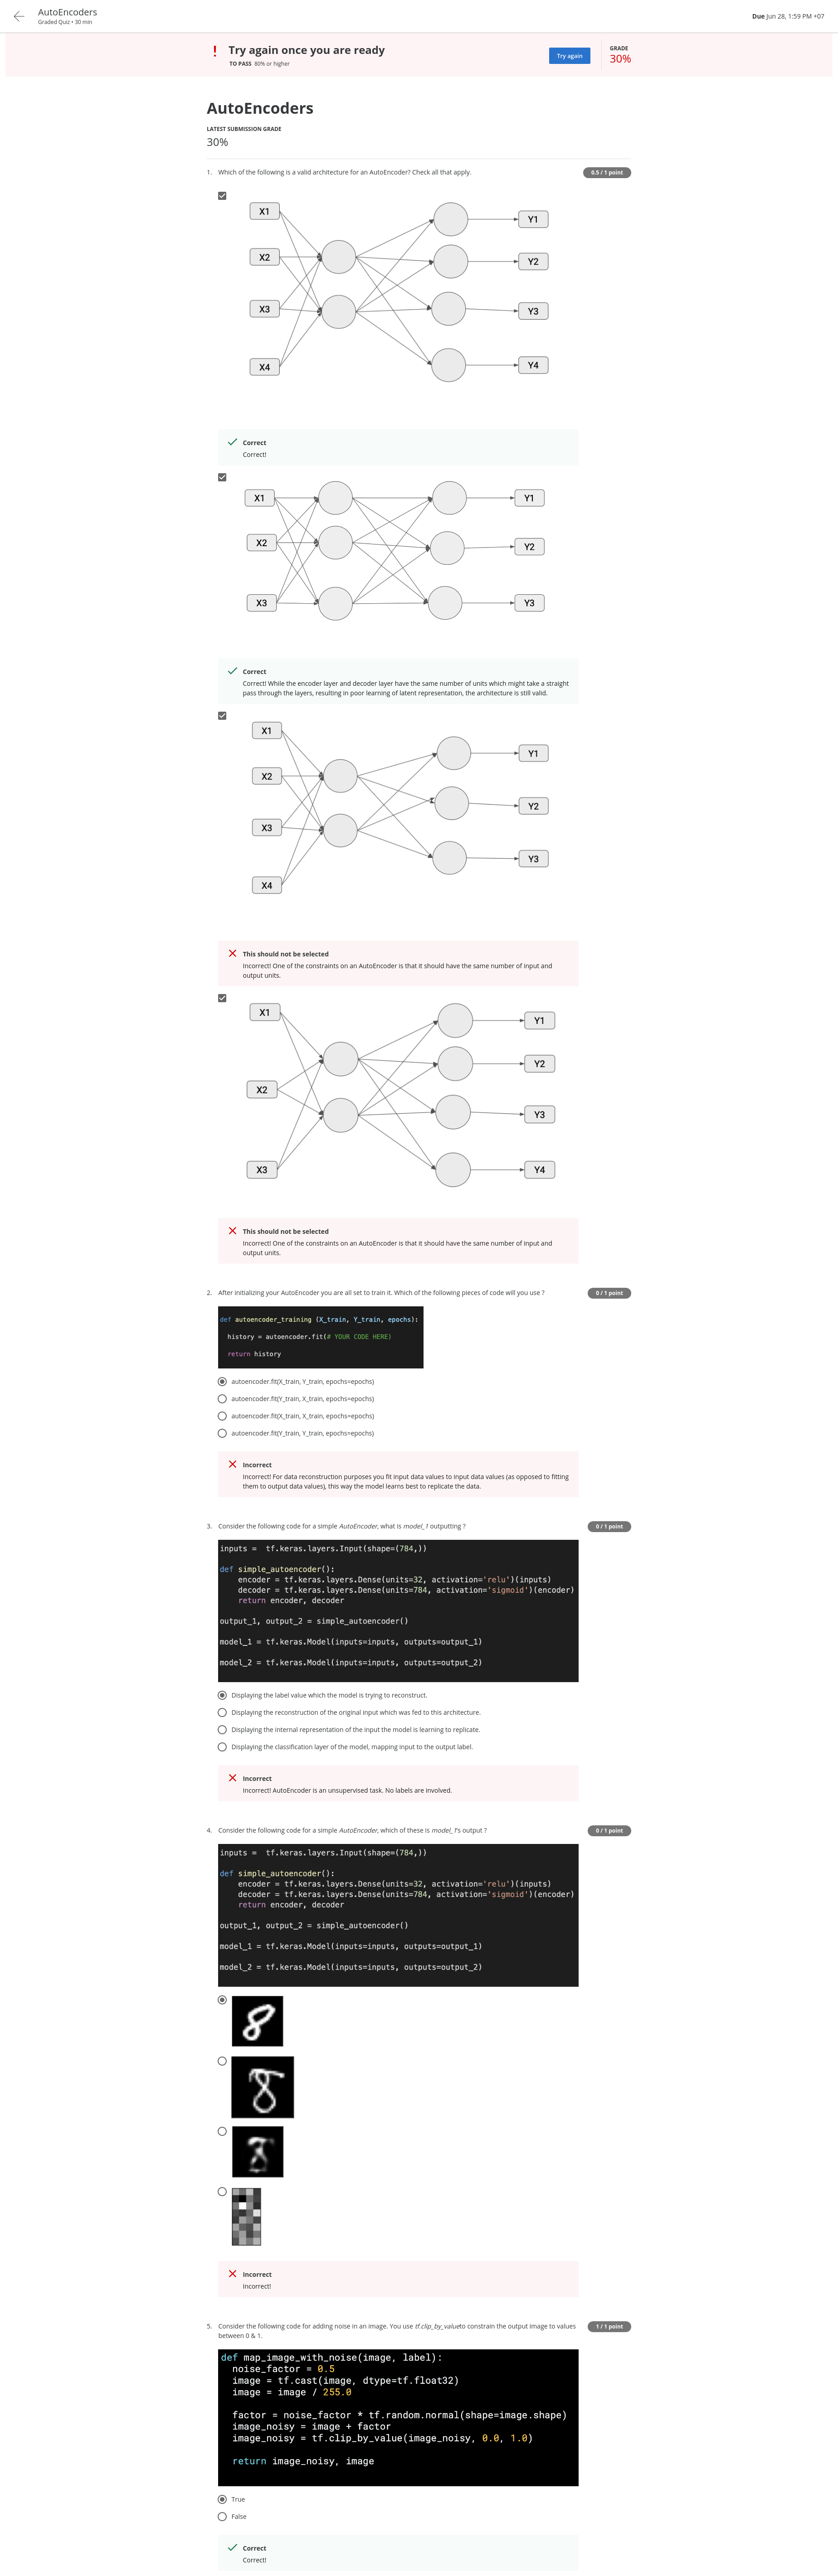 AutoEncoders
Graded Quiz • 30 min
Due Jun 28, 1:59 PM +07
! Try again once you are ready
TO PASS 80% or higher
Try again
GRADE
30%
AutoEncoders
LATEST SUBMISSION GRADE
30%
1. Which of the following is a valid architecture for an AutoEncoder? Check all that apply.
0.5 / 1 point
X1
Y1
X2
Y2
X3
Y3
X4
Y4
Correct
Correct!
X1
Y1
X2
Y2
X3
Y3
Correct
Correct! While the encoder layer and decoder layer have the same number of units which might take a straight
pass through the layers, resulting in poor learning of latent representation, the architecture is still valid.
X1
Y1
X2
Y2
X3
Y3
X4
This should not be selected
Incorrect! One of the constraints on an AutoEncoder is that it should have the same number of input and
output units.
X1
Y1
Y2
X2
Y3
X3
Y4
This should not be selected
Incorrect! One of the constraints on an AutoEncoder is that it should have the same number of input and
output units.
2. After initializing your AutoEncoder you are all set to train it. Which of the following pieces of code will you use ?
0 / 1 point
def autoencoder_training (X_train, Y_train, epochs):
history = autoencoder.fit(# YOUR CODE HERE)
return history
autoencoder.fit(X_train, Y_train, epochs=epochs)
autoencoder.fit(Y_train, X_train, epochs=epochs)
autoencoder.fit(X_train, X_train, epochs=epochs)
autoencoder.fit(Y_train, Y_train, epochs=epochs)
Incorrect
Incorrect! For data reconstruction purposes you fit input data values to input data values (as opposed to fitting
them to output data values), this way the model learns best to replicate the data.
3. Consider the following code for a simple AutoEncoder, what is model_1 outputting ?
0 / 1 point
inputs =  tf.keras.layers.Input(shape=(784,))
def simple_autoencoder():
encoder = tf.keras.layers.Dense(units=32, activation='relu')(inputs)
decoder = tf.keras.layers.Dense(units=784, activation='sigmoid')(encoder)
return encoder, decoder
output_1, output_2 = simple_autoencoder()
model_1 = tf.keras.Model(inputs=inputs, outputs=output_1)
model_2 = tf.keras.Model(inputs=inputs, outputs=output_2)
Displaying the label value which the model is trying to reconstruct.
Displaying the reconstruction of the original input which was fed to this architecture.
Displaying the internal representation of the input the model is learning to replicate.
Displaying the classification layer of the model, mapping input to the output label.
Incorrect
Incorrect! AutoEncoder is an unsupervised task. No labels are involved.
4. Consider the following code for a simple AutoEncoder, which of these is model_1's output ?
0 / 1 point
inputs =  tf.keras.layers.Input(shape=(784,))
def simple_autoencoder():
encoder = tf.keras.layers.Dense(units=32, activation='relu')(inputs)
decoder = tf.keras.layers.Dense(units=784, activation='sigmoid')(encoder)
return encoder, decoder
output_1, output_2 = simple_autoencoder()
model_1 = tf.keras.Model(inputs=inputs, outputs=output_1)
model_2 = tf.keras.Model(inputs=inputs, outputs=output_2)
8
8
Incorrect
Incorrect!
5. Consider the following code for adding noise in an image. You use tf.clip_by_valueto constrain the output image to values
between 0 & 1.
1 / 1 point
def map_image_with_noise(image, label):
noise_factor = 0.5
image = tf.cast(image, dtype=tf.float32)
image = image / 255.0
factor = noise_factor * tf.random.normal(shape=image.shape)
image_noisy = image + factor
image_noisy = tf.clip_by_value(image_noisy, 0.0, 1.0)
return image_noisy, image
True
False
Correct
Correct!